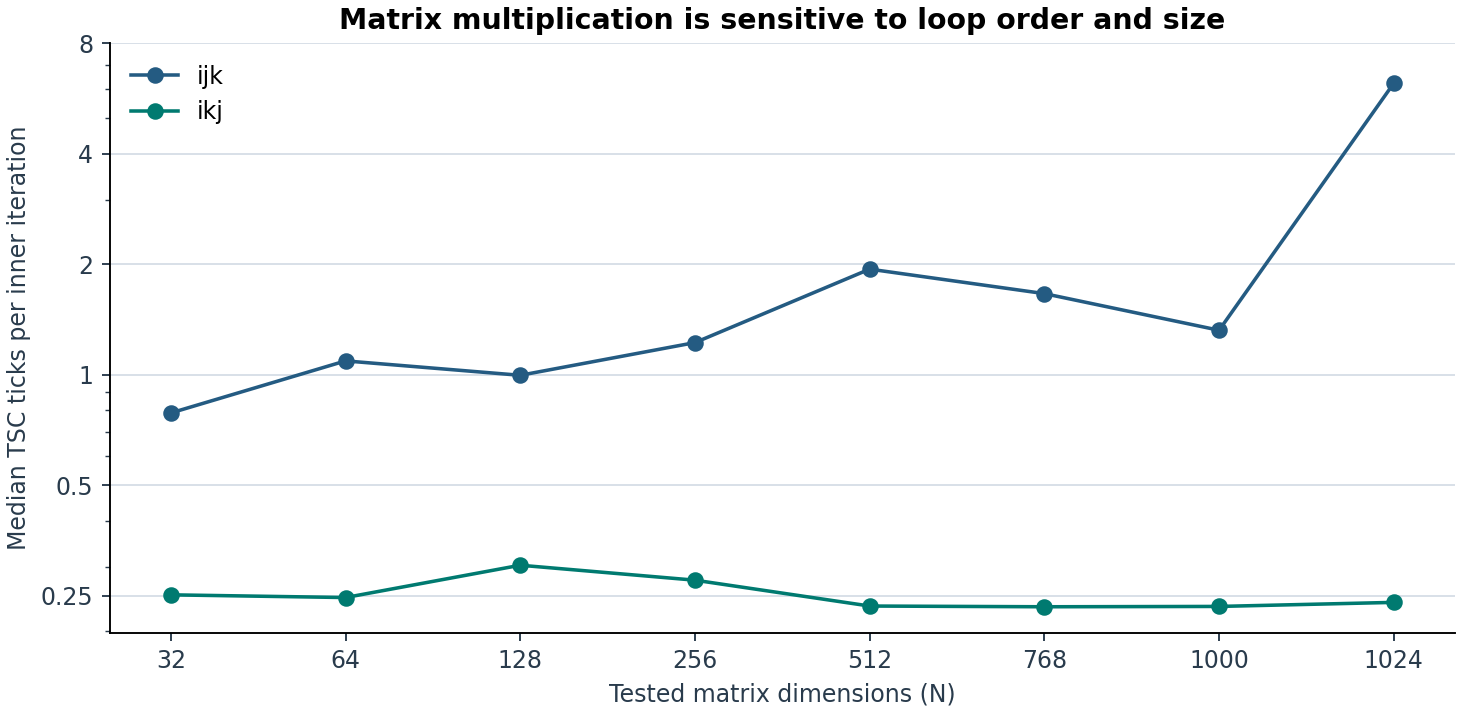 Matrix multiplication is sensitive to loop order and size
ijk
ikj
Median TSC ticks per inner iteration
8
4
2
1
0.5
0.25
32 64 128 256 512 768 1000 1024
Tested matrix dimensions (N)